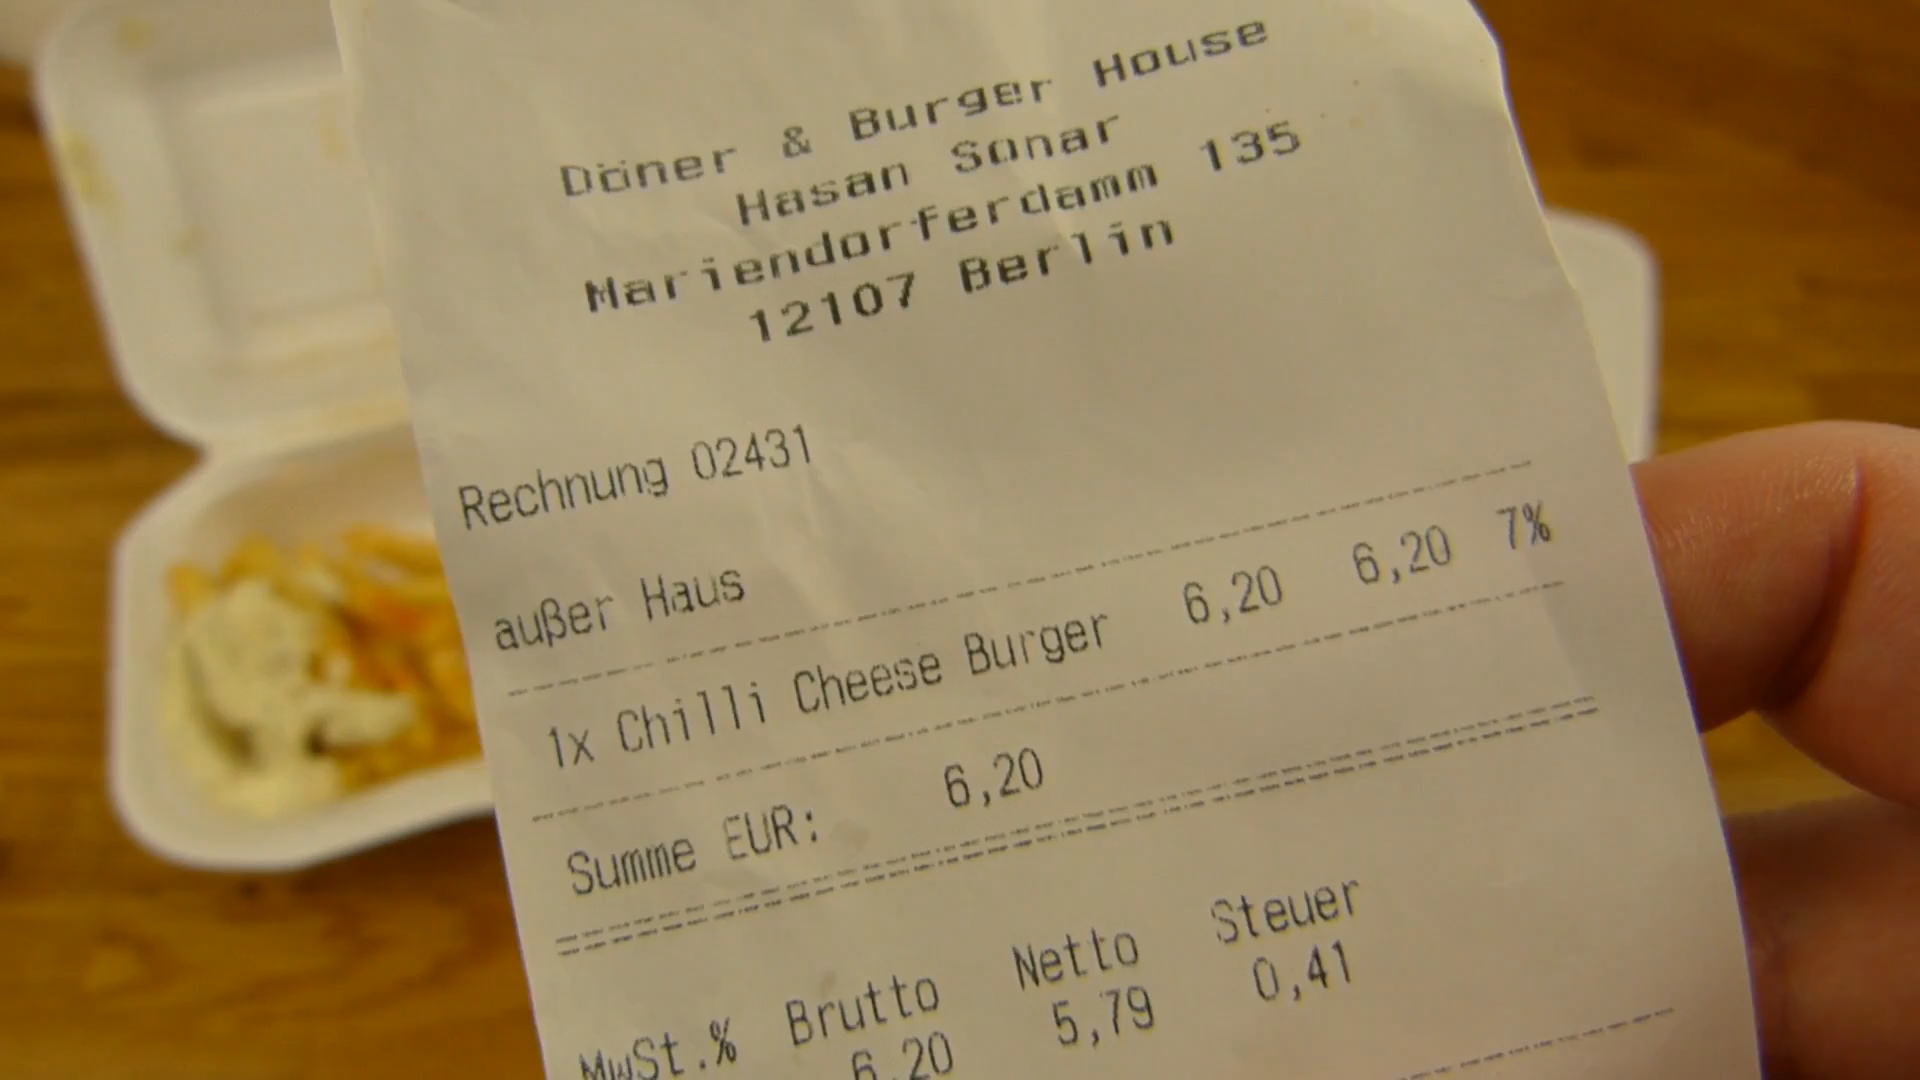 Döner & Burger House
Hasan Sonar
Mariendorferdamm 135
12107 Berlin
Rechnung 02431
außer Haus
1x Chilli Cheese Burger 6,20 6,20 7%
Summe EUR: 6,20
MwSt.% Brutto Netto Steuer
6,20 5,79 0,41